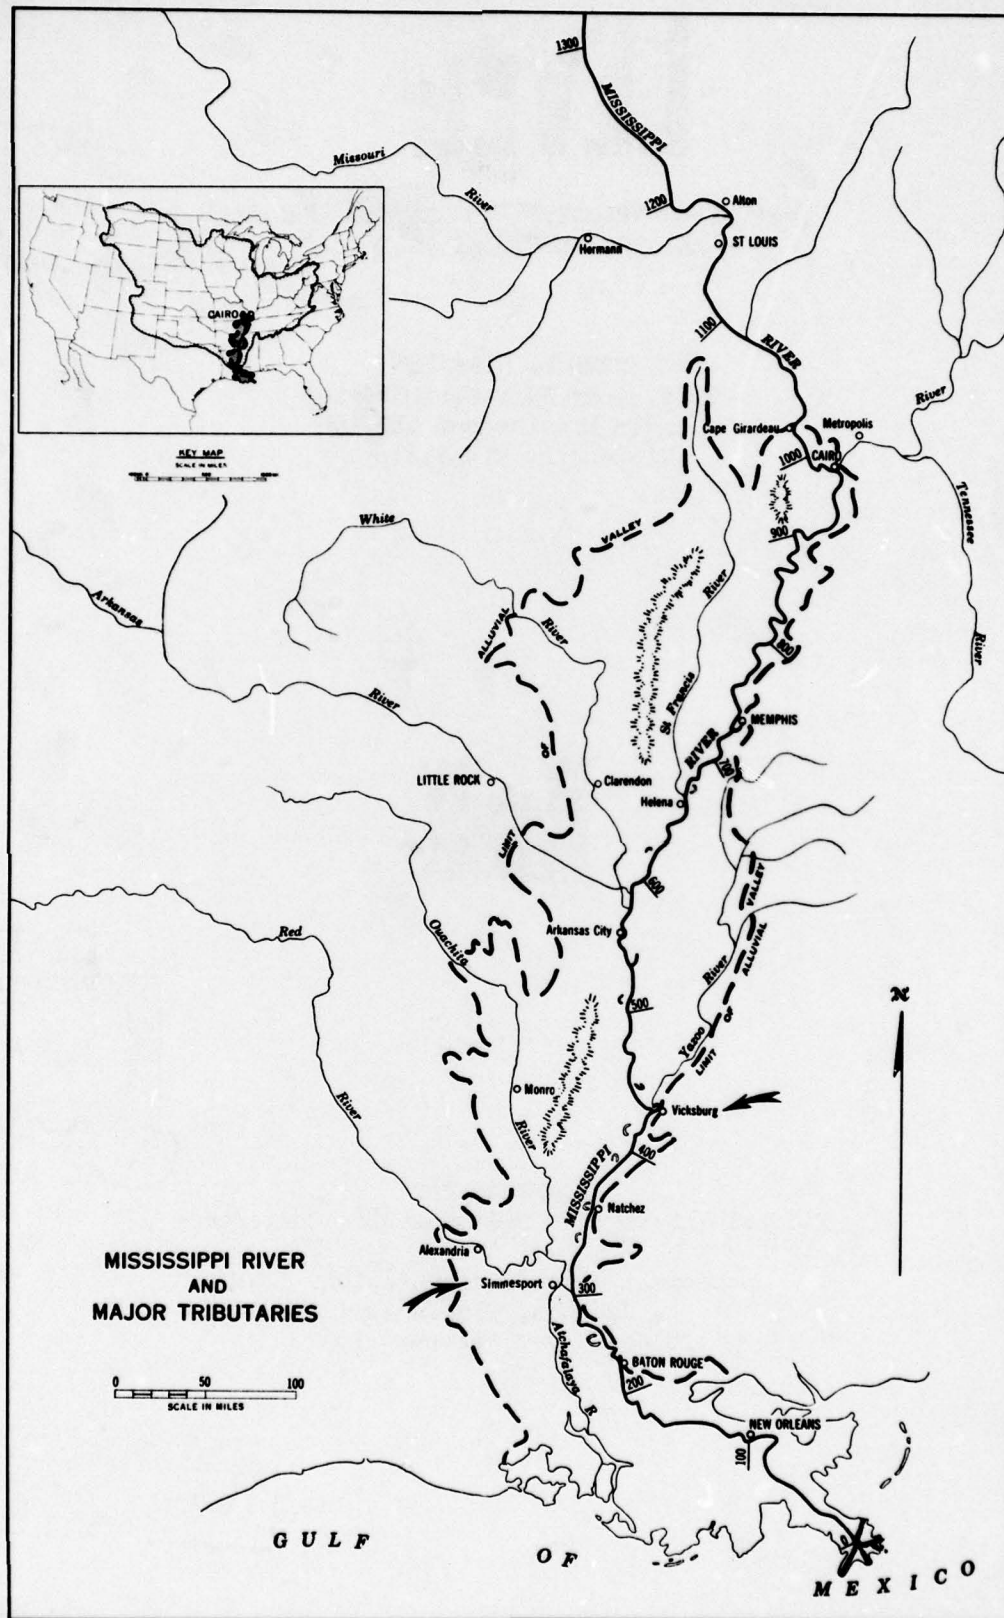 1300
MISSISSIPPI
Missouri
River
1200
Alton
Hermann
ST LOUIS
1100
RIVER
CAIRO
KEY MAP
SCALE IN MILES
Cape Girardeau
Metropolis
River
1000
CAIRO
Tennessee
River
900
White
River
VALLEY
ALLUVIAL
OF
LIMIT
Arkansas
River
River
St Francis
800
MEMPHIS
RIVER
700
LITTLE ROCK
Clarendon
Helena
600
VALLEY
ALLUVIAL
OF
LIMIT
Arkansas City
Red
River
Ouachita
River
River
Yazoo
N
500
Monro
Vicksburg
400
MISSISSIPPI
Natchez
Alexandria
Simmesport
300
MISSISSIPPI RIVER
AND
MAJOR TRIBUTARIES
0 50 100
SCALE IN MILES
Atchafalaya R
BATON ROUGE
200
NEW ORLEANS
100
GULF OF MEXICO